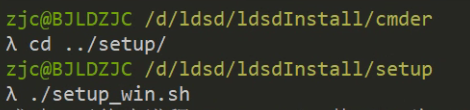 zjc@BJLDZJC /d/ldsd/ldsdInstall/cmder
λ cd ../setup/
zjc@BJLDZJC /d/ldsd/ldsdInstall/setup
λ ./setup_win.sh